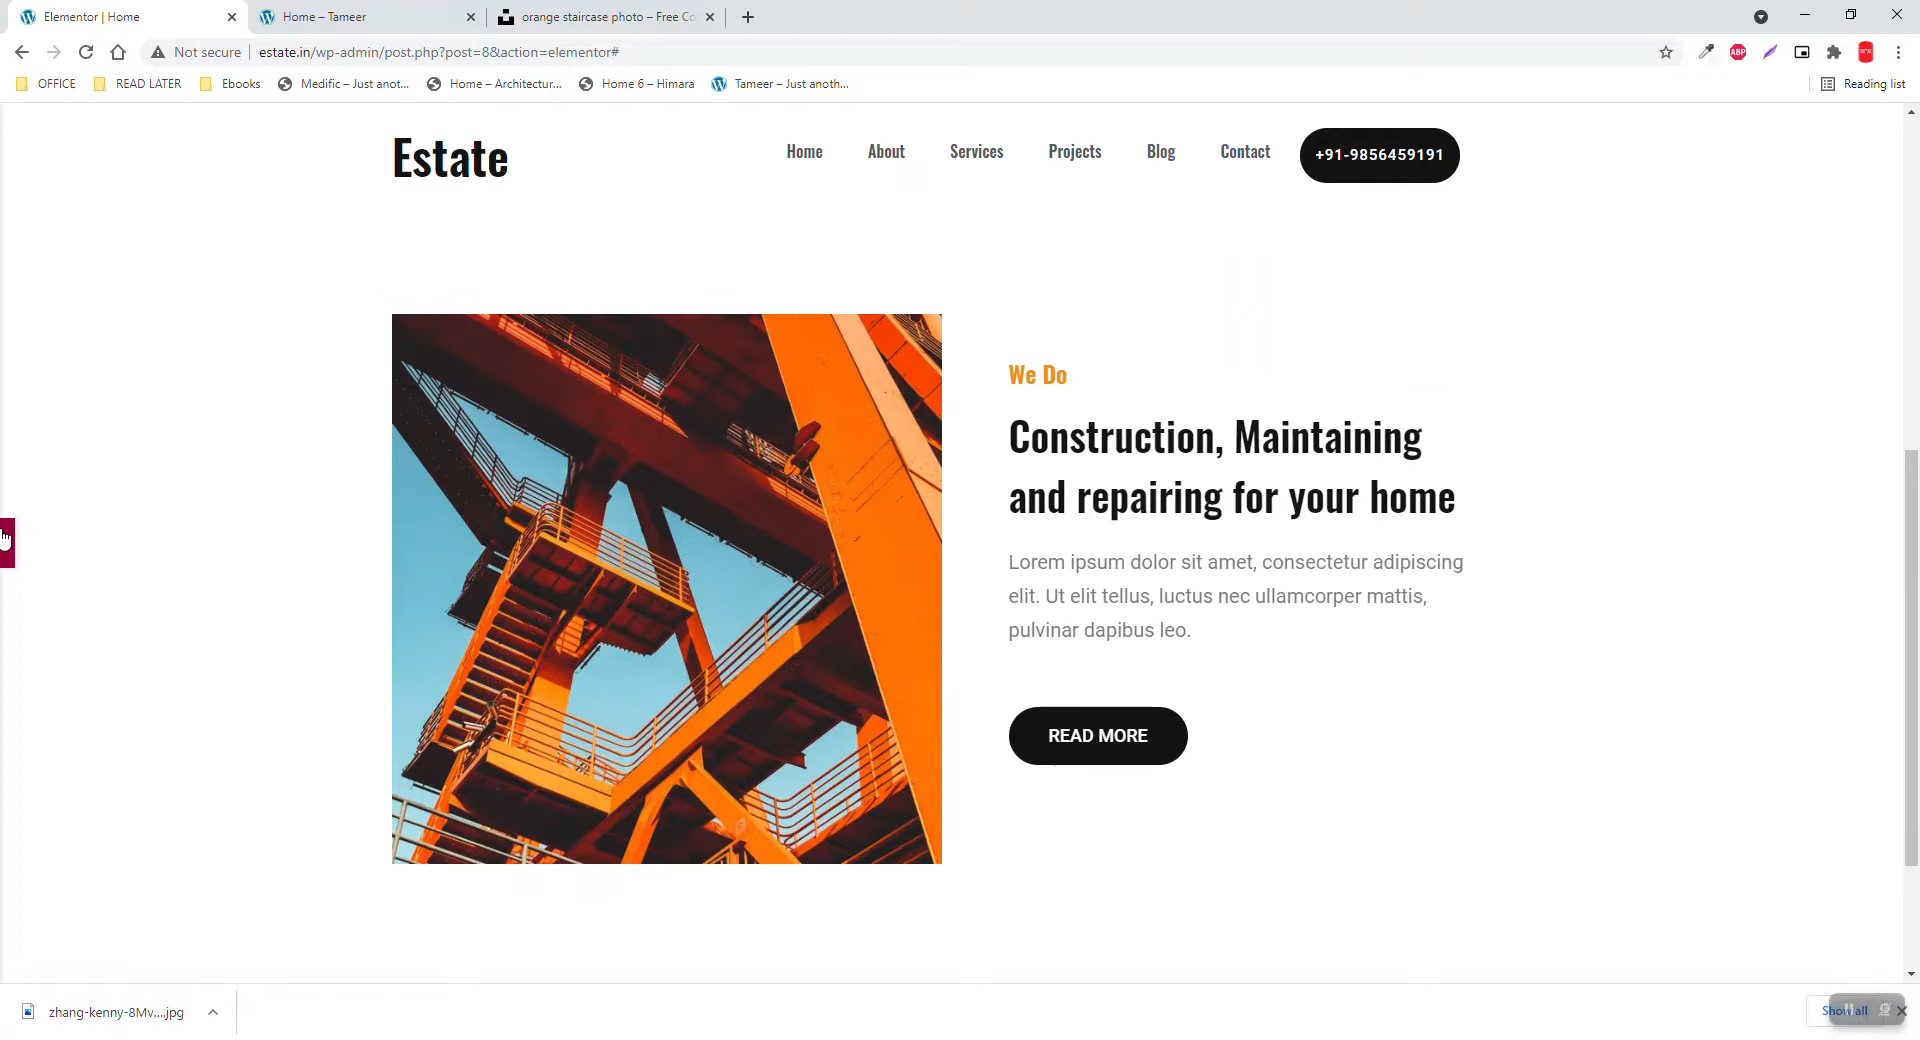 Elementor | Home
Home – Tameer
orange staircase photo – Free Co
Not secure
estate.in/wp-admin/post.php?post=8&action=elementor#
ABP
OFFICE
READ LATER
Ebooks
Medific – Just anot...
Home – Architectur...
Home 6 – Himara
Tameer – Just anoth...
Reading list
Estate
Home
About
Services
Projects
Blog
Contact
+91-9856459191
We Do
Construction, Maintaining
and repairing for your home
Lorem ipsum dolor sit amet, consectetur adipiscing
elit. Ut elit tellus, luctus nec ullamcorper mattis,
pulvinar dapibus leo.
READ MORE
zhang-kenny-8Mv....jpg
Show all